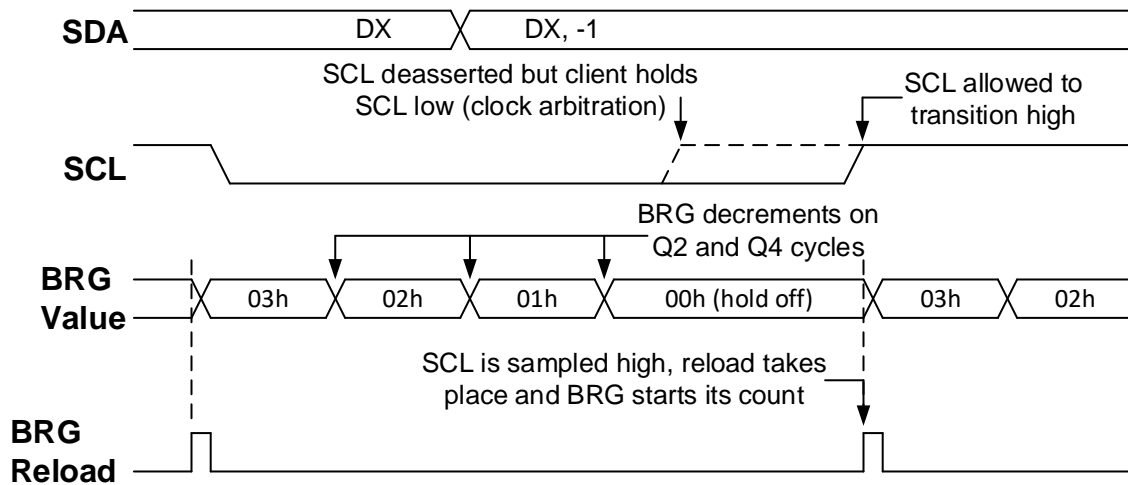 SDA
DX
DX, -1
SCL deasserted but client holds
SCL low (clock arbitration)
SCL allowed to
transition high
SCL
BRG decrements on
Q2 and Q4 cycles
BRG
Value
03h
02h
01h
00h (hold off)
03h
02h
SCL is sampled high, reload takes
place and BRG starts its count
BRG
Reload